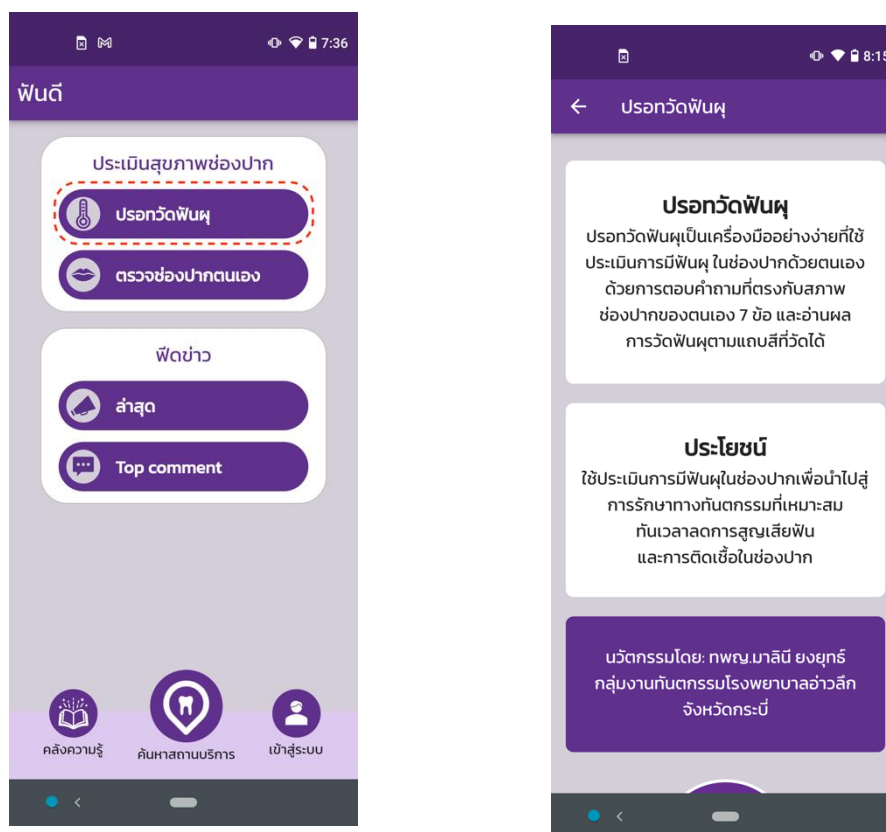 7:36
ฟันดี
ประเมินสุขภาพช่องปาก
ปรอทวัดฟันผุ
ตรวจช่องปากตนเอง
ฟีดข่าว
ล่าสุด
Top comment
คลังความรู้
ค้นหาสถานบริการ
เข้าสู่ระบบ
8:15
ปรอทวัดฟันผุ
ปรอทวัดฟันผุ
ปรอทวัดฟันผุเป็นเครื่องมืออย่างง่ายที่ใช้
ประเมินการมีฟันผุ ในช่องปากด้วยตนเอง
ด้วยการตอบคำถามที่ตรงกับสภาพ
ช่องปากของตนเอง 7 ข้อ และอ่านผล
การวัดฟันผุตามแถบสีที่วัดได้
ประโยชน์
ใช้ประเมินการมีฟันผุในช่องปากเพื่อนำไปสู่
การรักษาทางทันตกรรมที่เหมาะสม
ทันเวลาลดการสูญเสียฟัน
และการติดเชื้อในช่องปาก
นวัตกรรมโดย: ทพญ.มาลินี ยงยุทธ์
กลุ่มงานทันตกรรมโรงพยาบาลอ่าวลึก
จังหวัดกระบี่